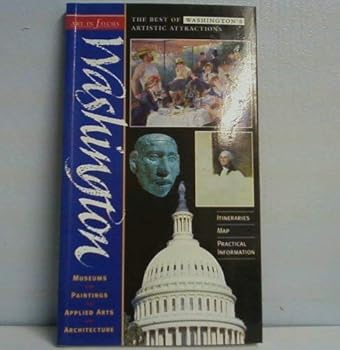 ART IN FOCUS
THE BEST OF WASHINGTON'S
ARTISTIC ATTRACTIONS
Washington
ITINERARIES
MAP
PRACTICAL
INFORMATION
MUSEUMS
PAINTINGS
APPLIED ARTS
ARCHITECTURE